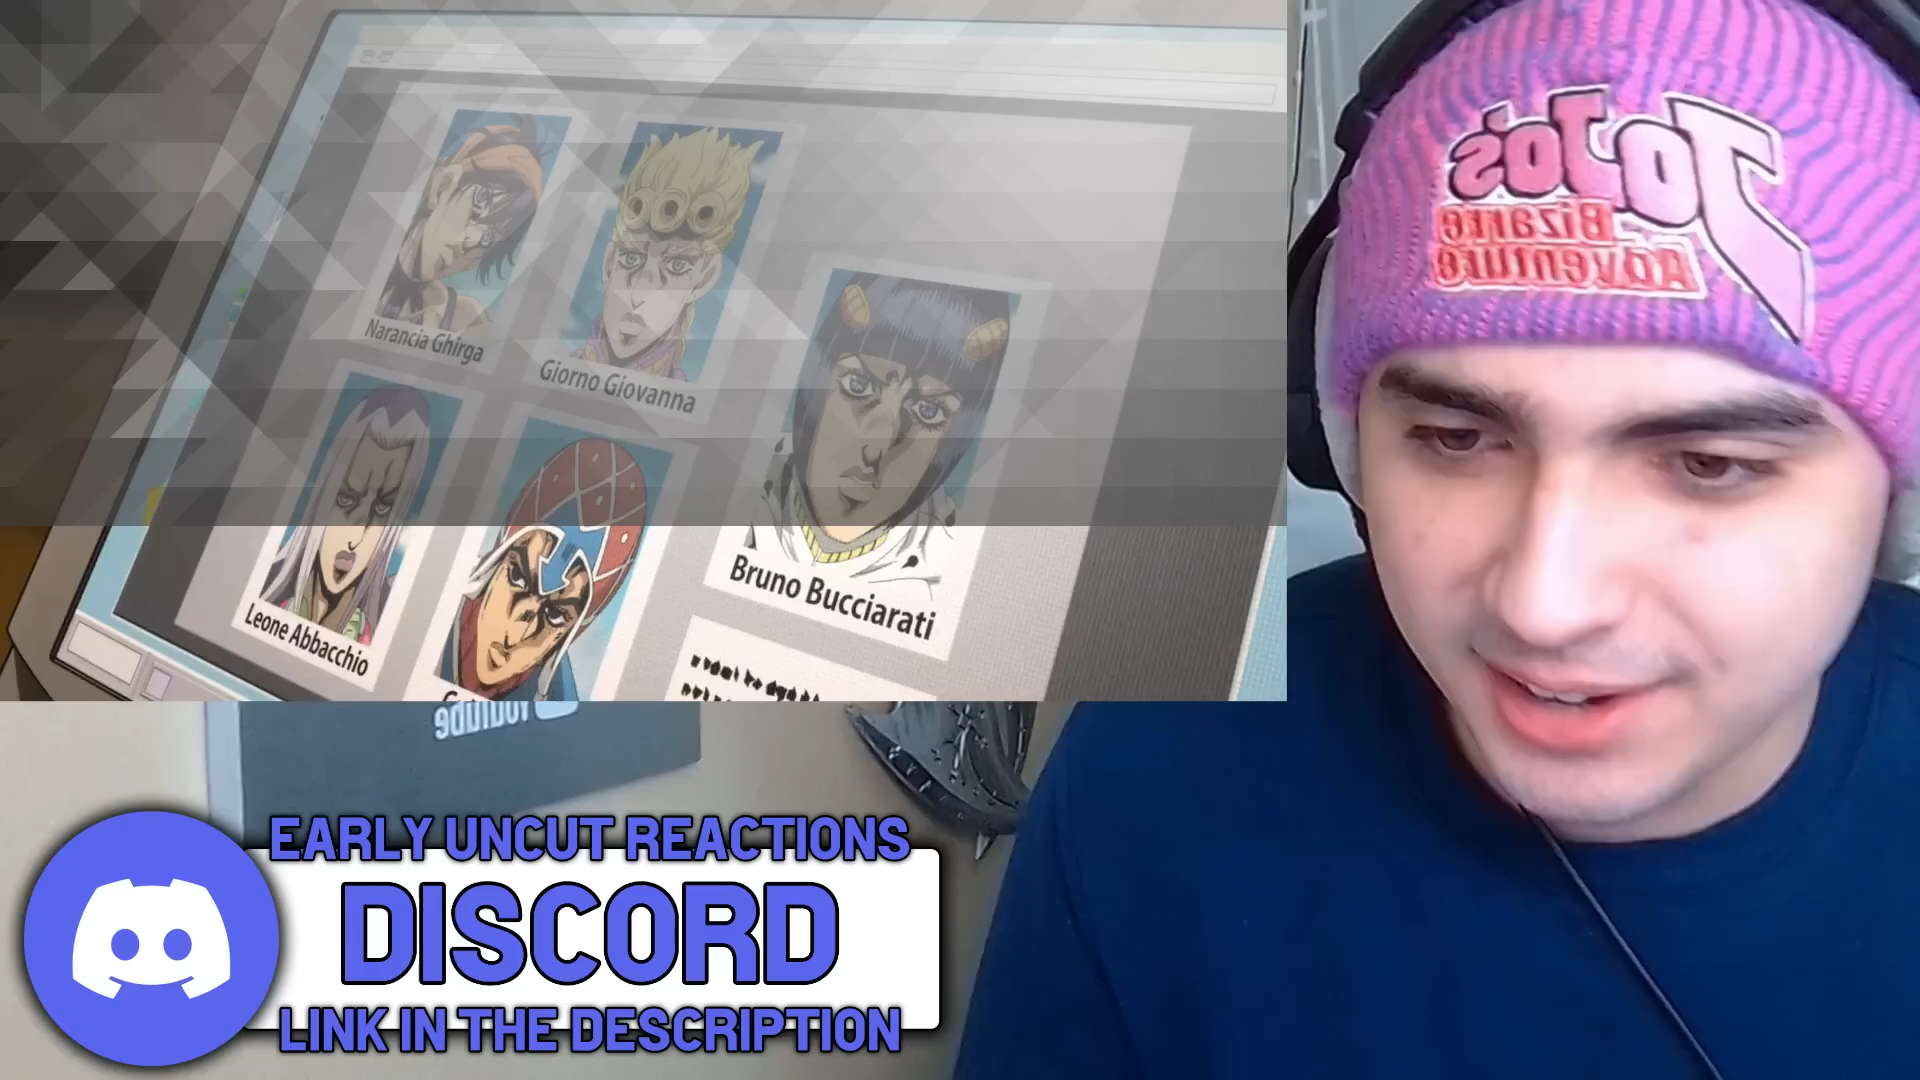 JoJo's
Bizarre
Adventure
Narancia Ghirga
Giorno Giovanna
Leone Abbacchio
Bruno Bucciarati
YouTube
EARLY UNCUT REACTIONS
DISCORD
LINK IN THE DESCRIPTION